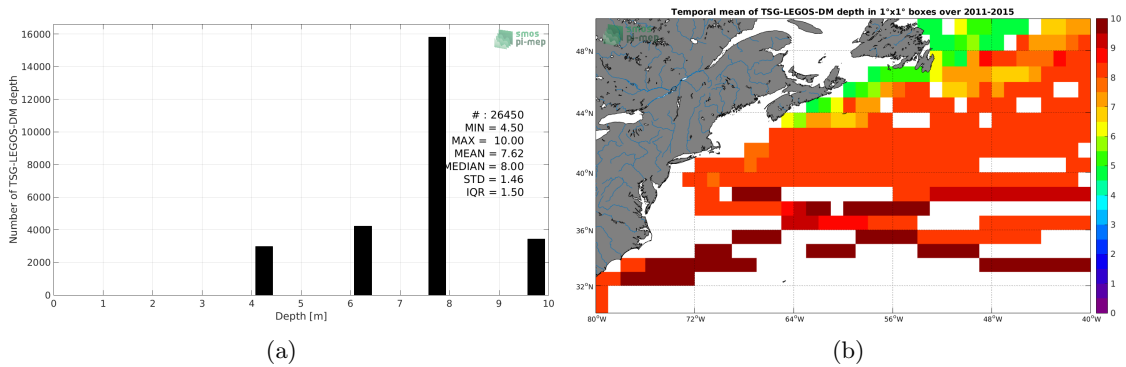 smos
pi-mep
16000
14000
12000
10000
8000
6000
4000
2000
0
Number of TSG-LEGOS-DM depth
# : 26450
MIN = 4.50
MAX = 10.00
MEAN = 7.62
MEDIAN = 8.00
STD = 1.46
IQR = 1.50
0 1 2 3 4 5 6 7 8 9 10
Depth [m]
(a)
Temporal mean of TSG-LEGOS-DM depth in 1°x1° boxes over 2011-2015
smos
pi-mep
48°N
44°N
40°N
36°N
32°N
80°W 72°W 64°W 56°W 48°W 40°W
10
9
8
7
6
5
4
3
2
1
0
(b)